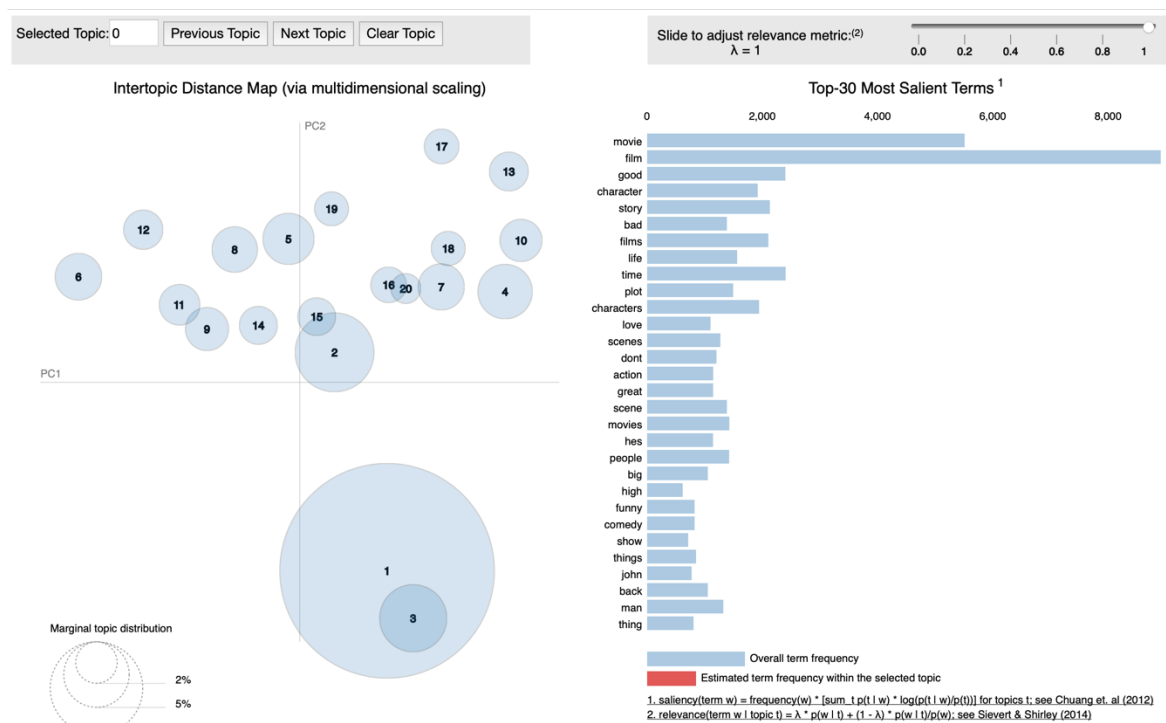 Selected Topic: 0 Previous Topic Next Topic Clear Topic
Slide to adjust relevance metric:(2)
λ = 1
0.0 0.2 0.4 0.6 0.8 1
Intertopic Distance Map (via multidimensional scaling)
PC2
17
13
19
12
5
10
8
18
6
16
20
7
4
11
15
14
9
2
PC1
1
3
Marginal topic distribution
2%
5%
Top-30 Most Salient Terms 1
0 2,000 4,000 6,000 8,000
movie
film
good
character
story
bad
films
life
time
plot
characters
love
scenes
dont
action
great
scene
movies
hes
people
big
high
funny
comedy
show
things
john
back
man
thing
Overall term frequency
Estimated term frequency within the selected topic
1. saliency(term w) = frequency(w) * [sum_t p(t | w) * log(p(t | w)/p(t))] for topics t; see Chuang et. al (2012)
2. relevance(term w | topic t) = λ * p(w | t) + (1 - λ) * p(w | t)/p(w); see Sievert & Shirley (2014)